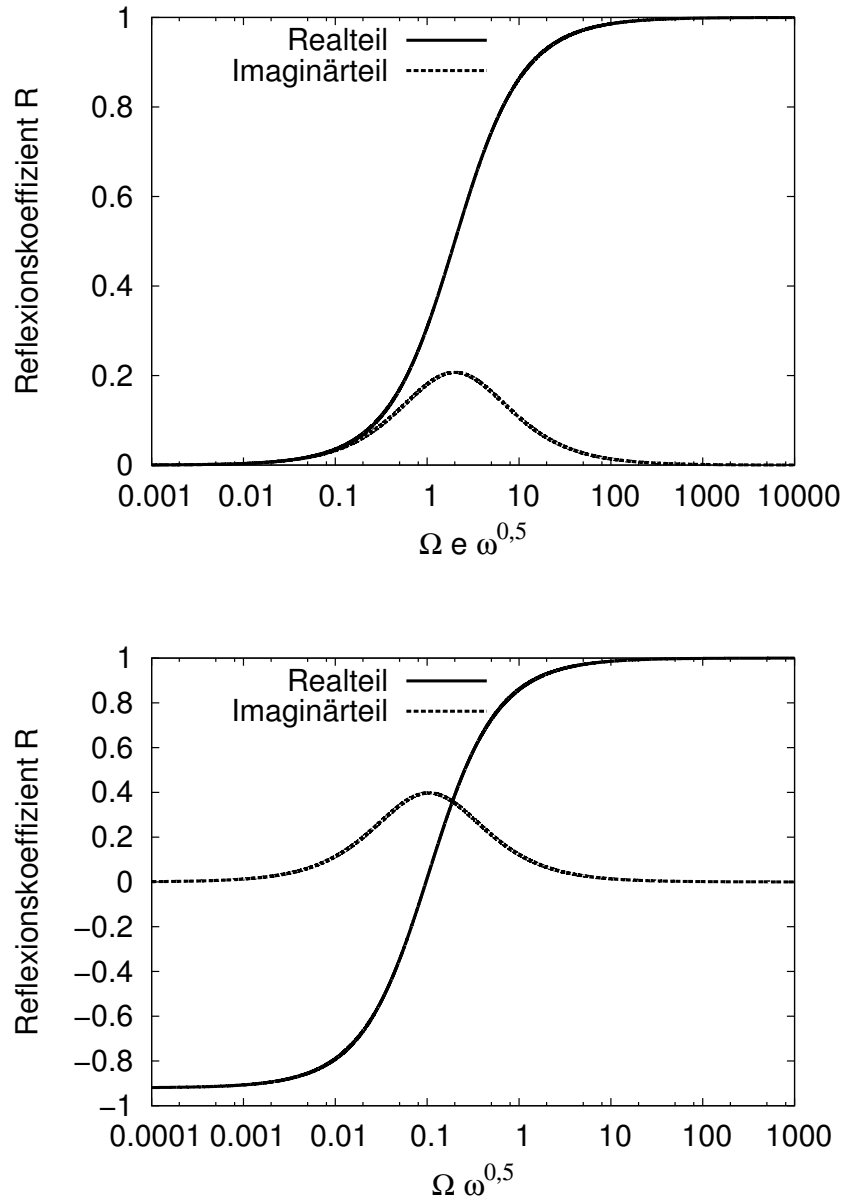 Reflexionskoeffizient R
Realteil
Imaginärteil
1
0.8
0.6
0.4
0.2
0
0.001 0.01 0.1 1 10 100 1000 10000
Ω e ω^0,5
Reflexionskoeffizient R
Realteil
Imaginärteil
1
0.8
0.6
0.4
0.2
0
−0.2
−0.4
−0.6
−0.8
−1
0.0001 0.001 0.01 0.1 1 10 100 1000
Ω ω^0,5